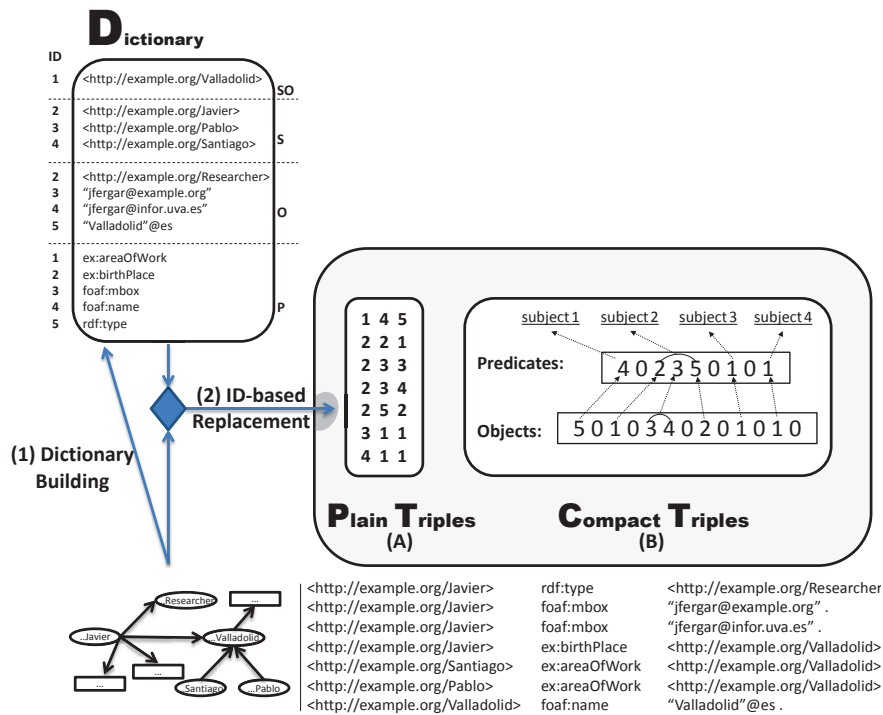 Dictionary
ID
1 <http://example.org/Valladolid>
SO
2 <http://example.org/Javier>
3 <http://example.org/Pablo>
4 <http://example.org/Santiago>
S
2 <http://example.org/Researcher>
3 “jfergar@example.org”
4 “jfergar@infor.uva.es”
5 “Valladolid”@es
O
1 ex:areaOfWork
2 ex:birthPlace
3 foaf:mbox
4 foaf:name
5 rdf:type
P
(1) Dictionary
Building
(2) ID-based
Replacement
1 4 5
2 2 1
2 3 3
2 3 4
2 5 2
3 1 1
4 1 1
Plain Triples
(A)
subject1 subject2 subject3 subject4
Predicates: 4 0 2 3 5 0 1 0 1
Objects: 5 0 1 0 3 4 0 2 0 1 0 1 0
Compact Triples
(B)
...Researcher
...
...Javier
...Valladolid
...
...
...Santiago
...Pablo
<http://example.org/Javier> rdf:type <http://example.org/Researcher
<http://example.org/Javier> foaf:mbox “jfergar@example.org” .
<http://example.org/Javier> foaf:mbox “jfergar@infor.uva.es” .
<http://example.org/Javier> ex:birthPlace <http://example.org/Valladolid>
<http://example.org/Santiago> ex:areaOfWork <http://example.org/Valladolid>
<http://example.org/Pablo> ex:areaOfWork <http://example.org/Valladolid>
<http://example.org/Valladolid> foaf:name “Valladolid”@es .